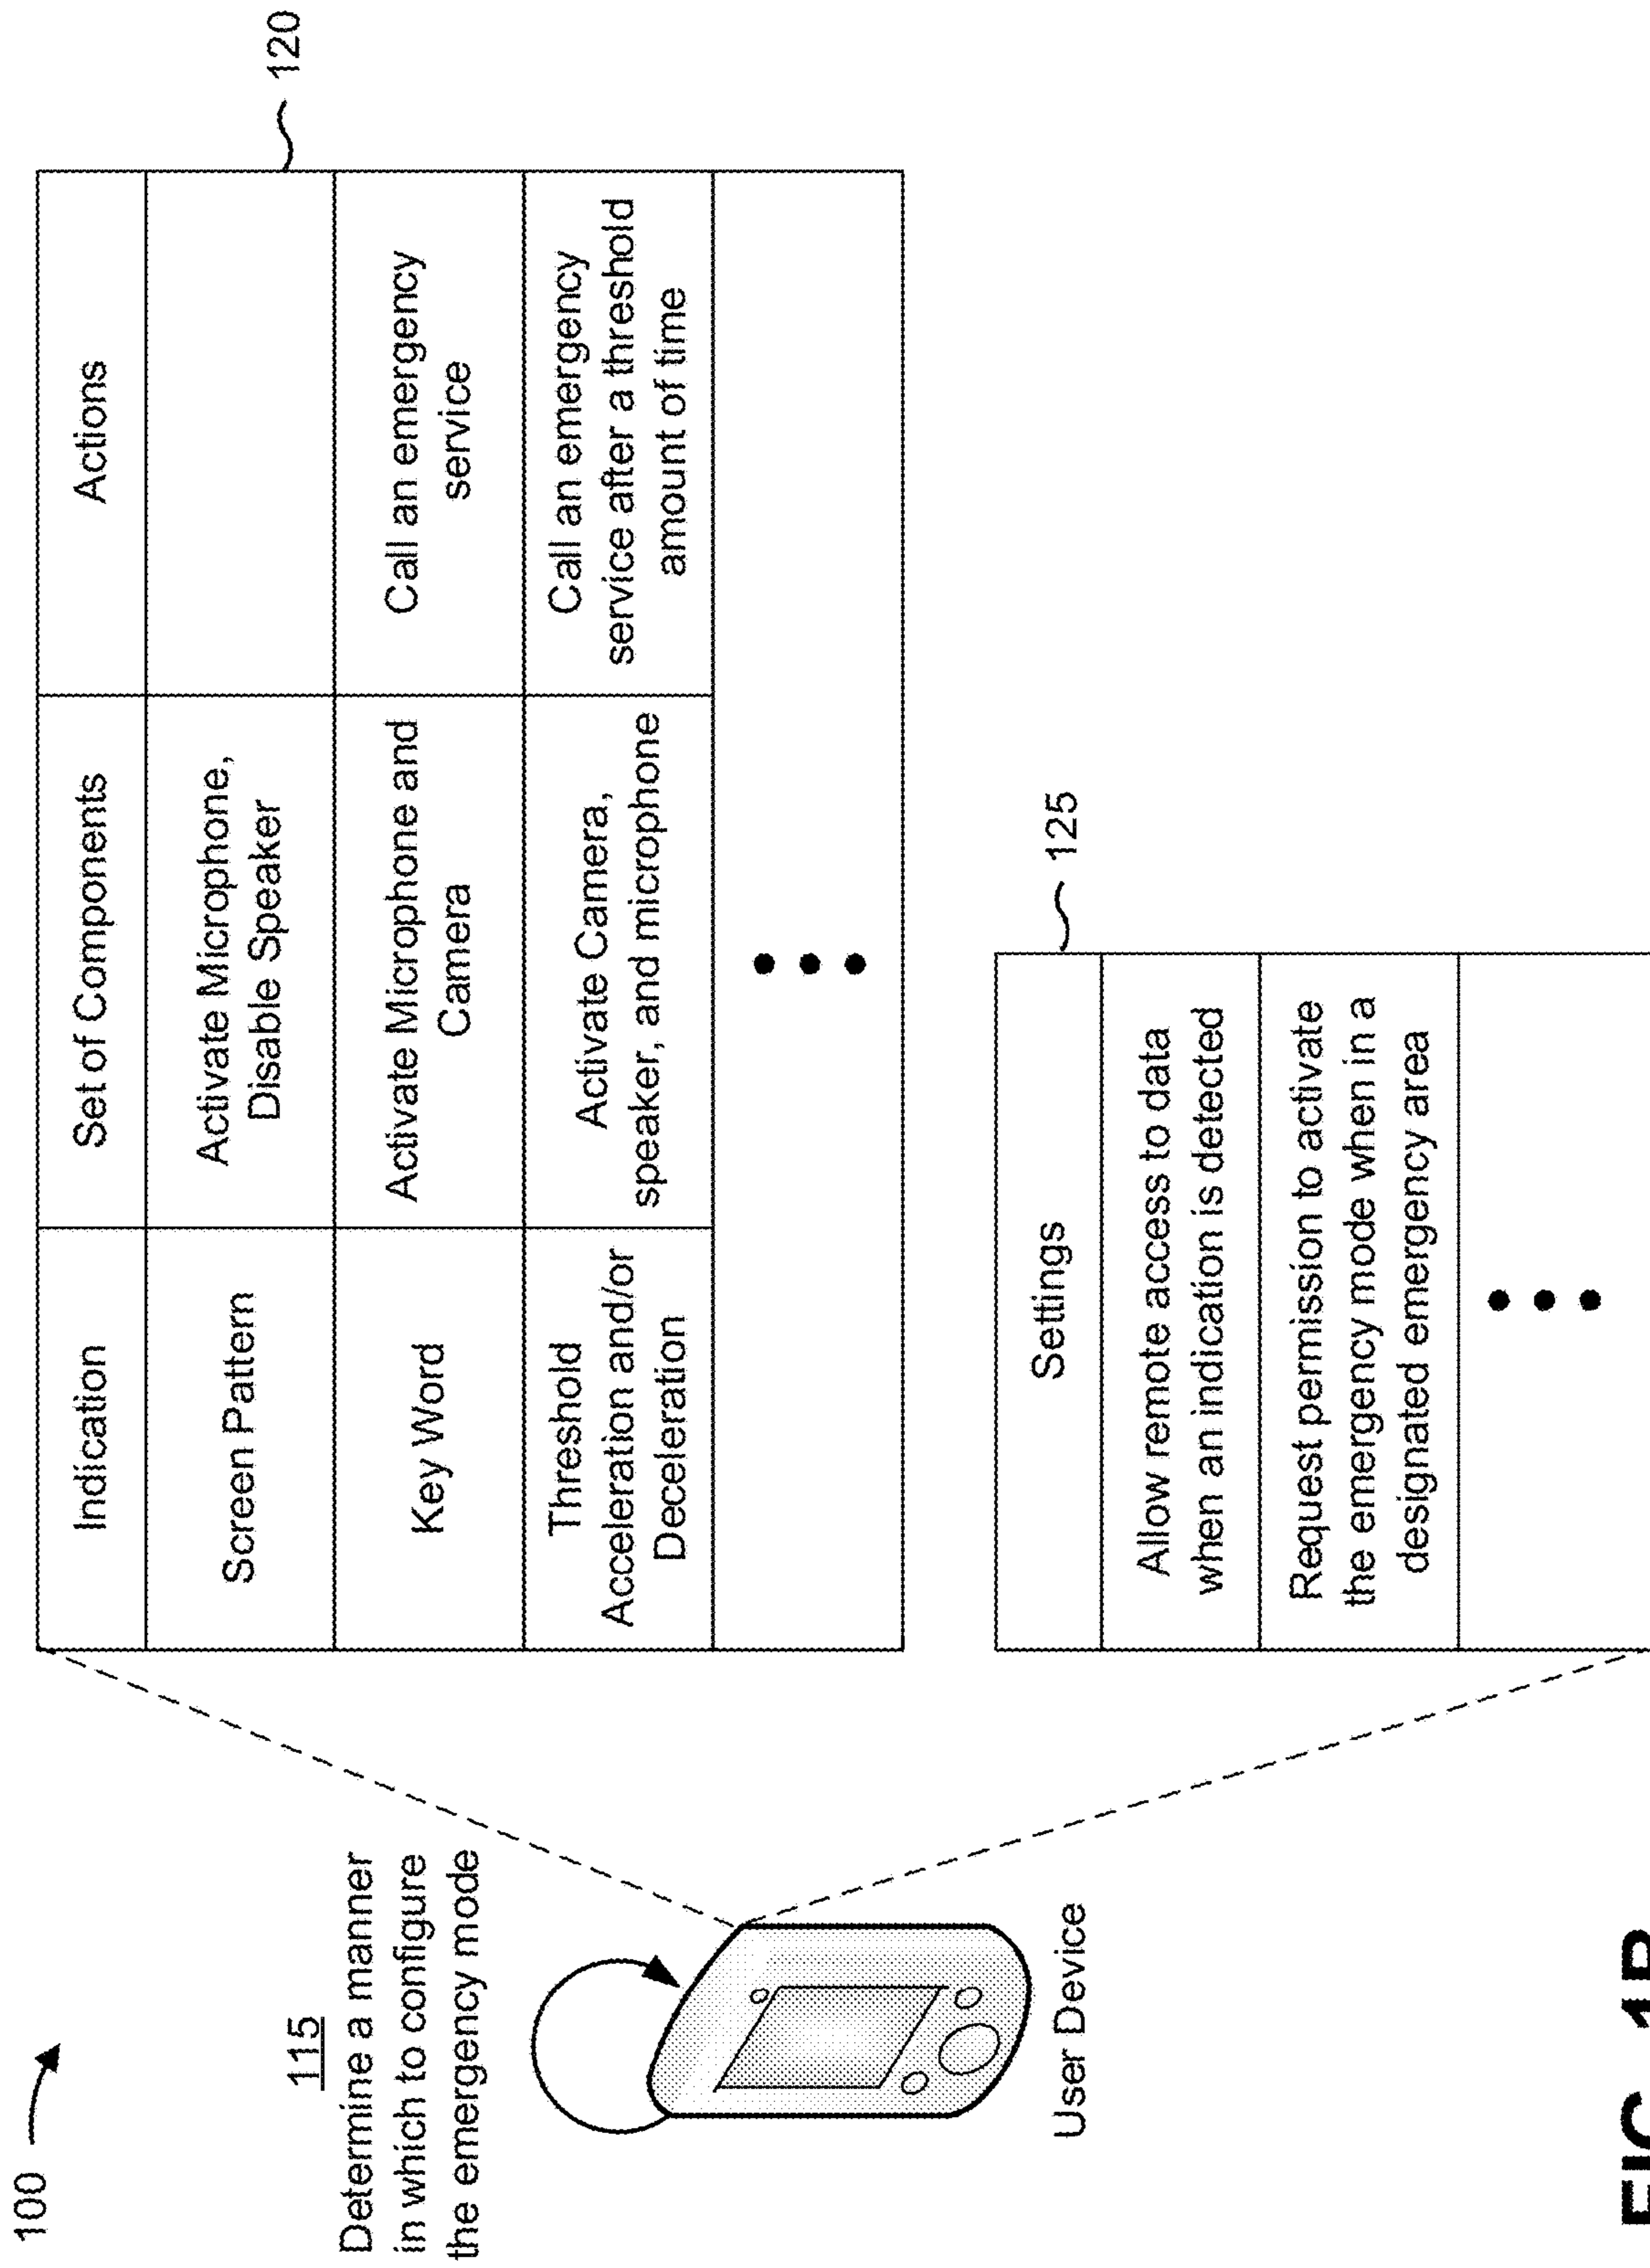 100
115
Determine a manner
in which to configure
the emergency mode
User Device
Indication
Set of Components
Actions
Screen Pattern
Activate Microphone,
Disable Speaker
Key Word
Activate Microphone and
Camera
Call an emergency
service
Threshold
Acceleration and/or
Deceleration
Activate Camera,
speaker, and microphone
Call an emergency
service after a threshold
amount of time
120
Settings
Allow remote access to data
when an indication is detected
Request permission to activate
the emergency mode when in a
designated emergency area
125
FIG. 1B